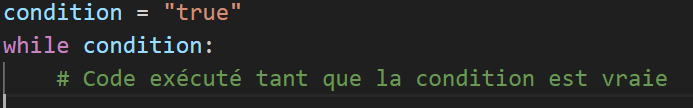 condition = "true"
while condition:
    # Code exécuté tant que la condition est vraie